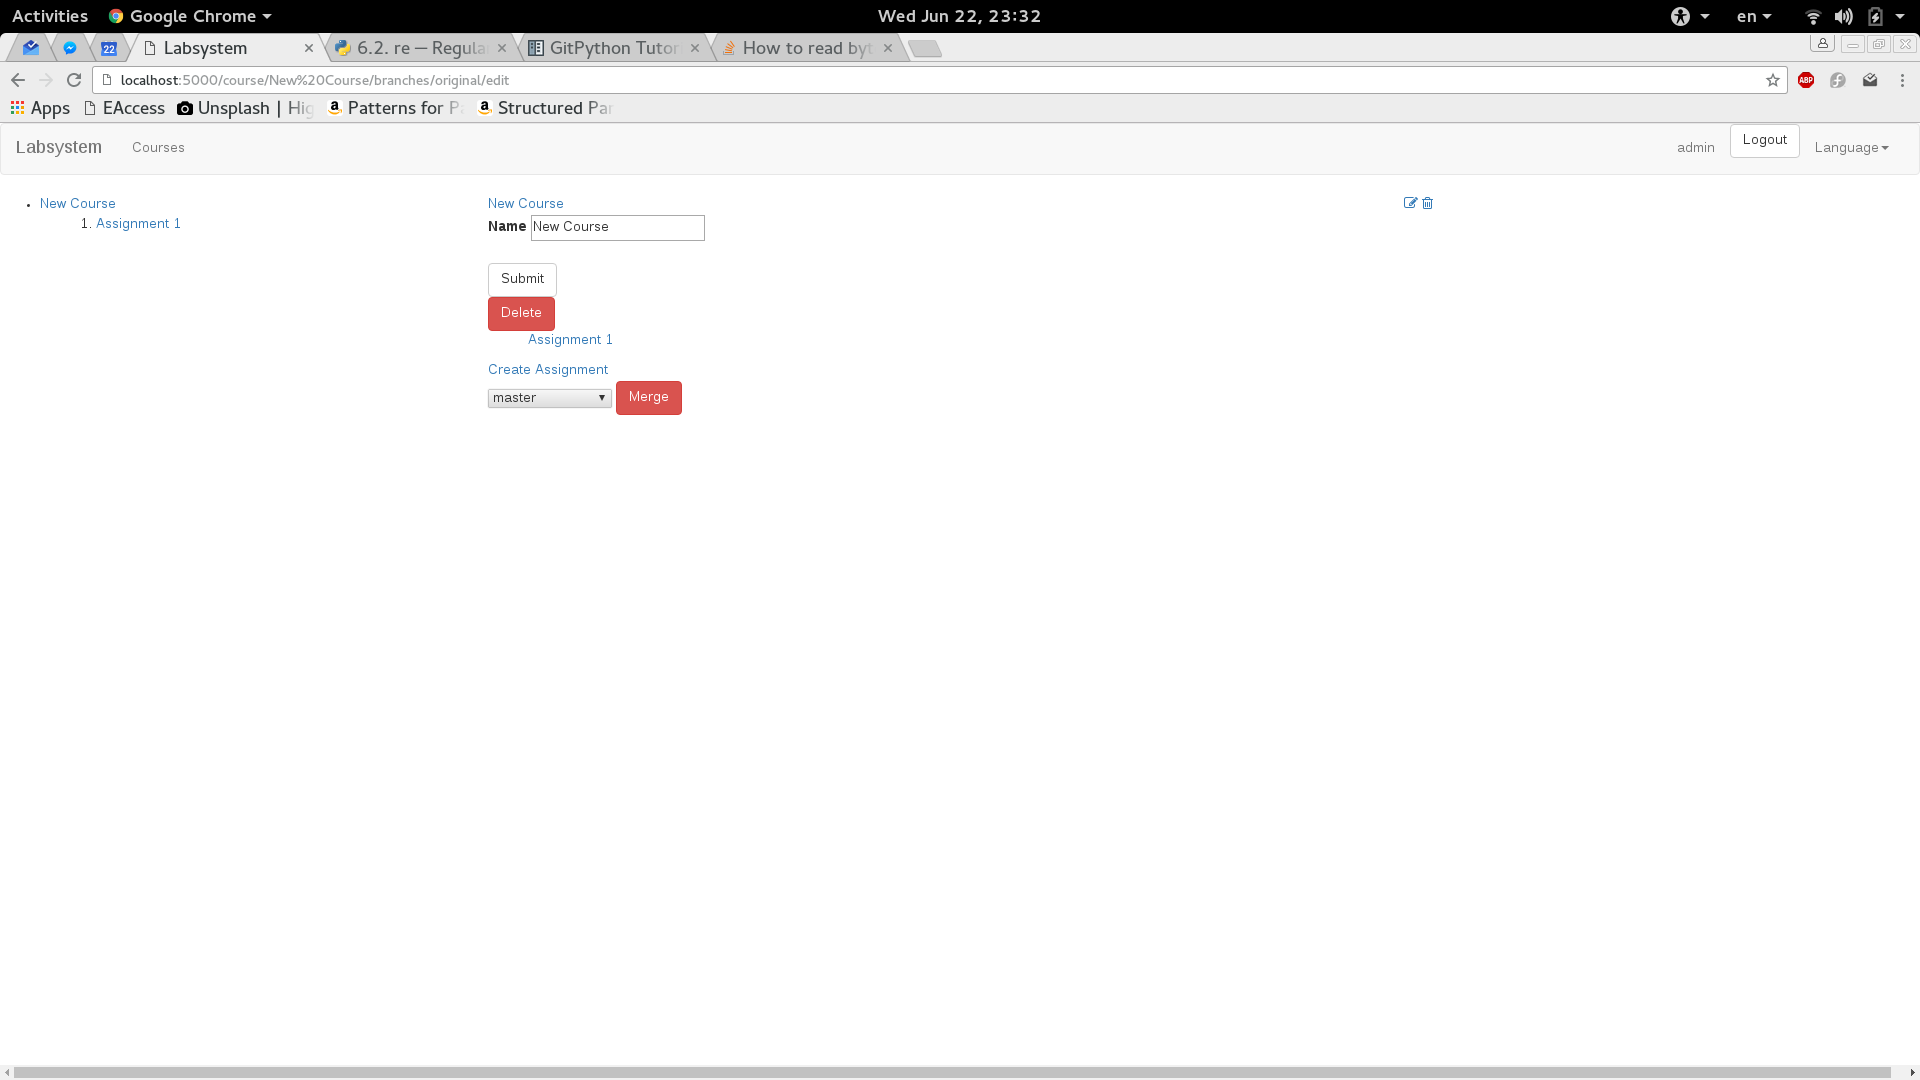 Activities Google Chrome Wed Jun 22, 23:32 en
22 Labsystem 6.2. re — Regula GitPython Tutor How to read byt
localhost:5000/course/New%20Course/branches/original/edit ABP
Apps EAccess Unsplash | Hig Patterns for Pa Structured Par
Labsystem Courses admin Logout Language
New Course
1. Assignment 1
New Course
Name New Course
Submit
Delete
Assignment 1
Create Assignment
master Merge